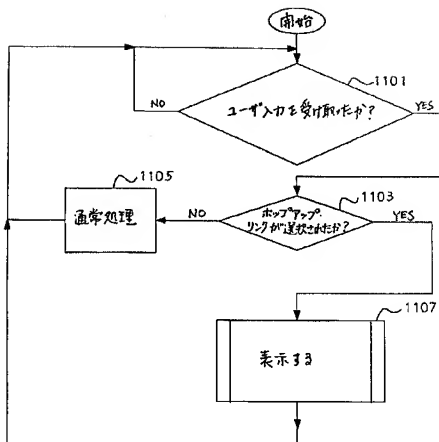 開始
1101
ユーザ入力を受け取ったか?
NO
YES
1105
通常処理
1103
ポップアップ・
リンクが選択されたか?
NO
YES
1107
表示する